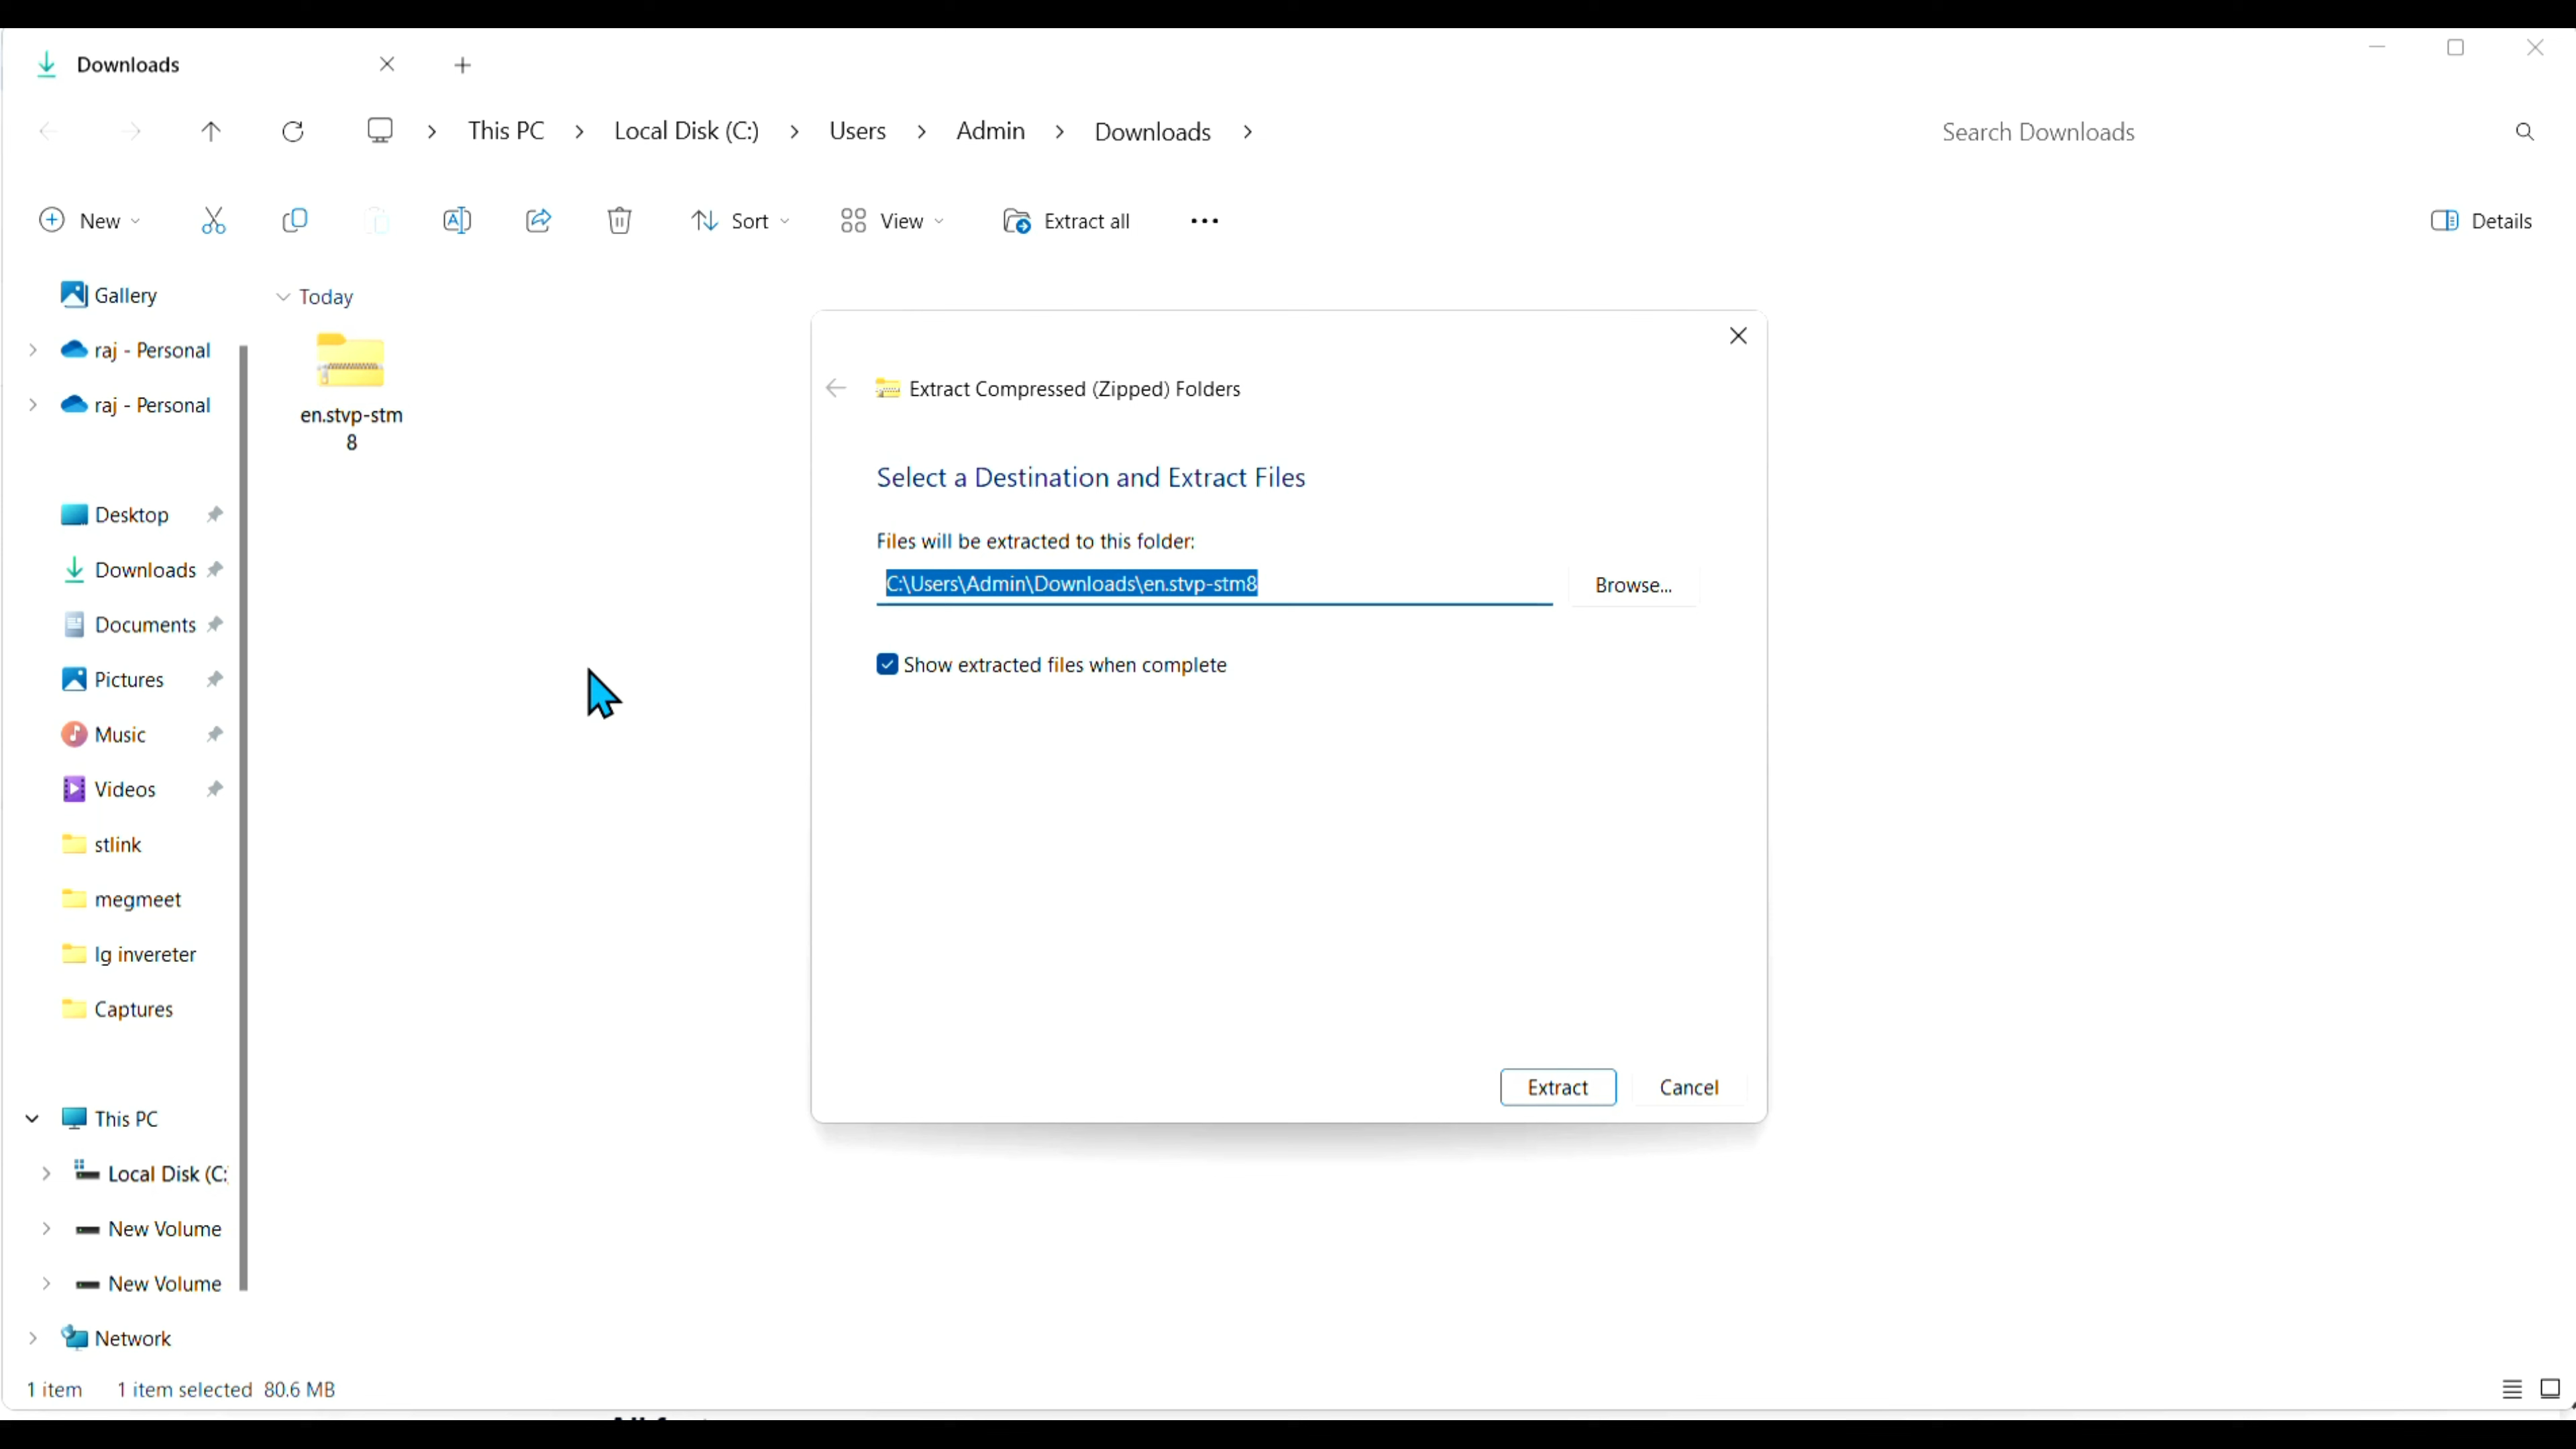 Downloads
This PC
Local Disk (C:)
Users
Admin
Downloads
Search Downloads
New
Sort
View
Extract all
Details
Gallery
raj - Personal
raj - Personal
Desktop
Downloads
Documents
Pictures
Music
Videos
stlink
megmeet
lg invereter
Captures
This PC
Local Disk (C:
New Volume
New Volume
Network
Today
en.stvp-stm
8
Extract Compressed (Zipped) Folders
Select a Destination and Extract Files
Files will be extracted to this folder:
C:\Users\Admin\Downloads\en.stvp-stm8
Browse...
Show extracted files when complete
Extract
Cancel
1 item
1 item selected 80.6 MB